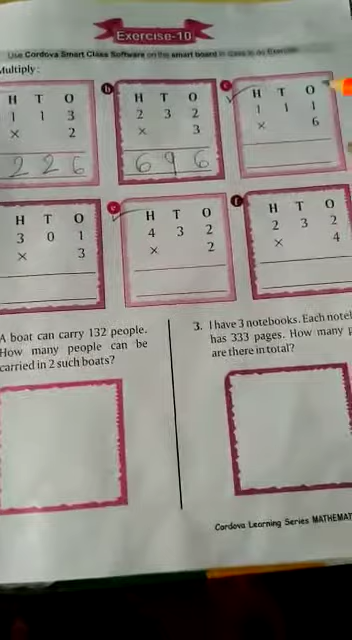 Exercise-10
Use Cordova Smart Class Software on the smart board in class to do Exercise
Multiply :
H T O
1 1 3
× 2
2 2 6
b
H T O
2 3 2
× 3
6 9 6
c
H T O
1 1 1
× 6
H T O
3 0 1
× 3
e
H T O
4 3 2
× 2
f
H T O
2 3 2
× 4
A boat can carry 132 people.
How many people can be
carried in 2 such boats?
3. I have 3 notebooks. Each
has 333 pages. How many
are there in total?
Cordova Learning Series